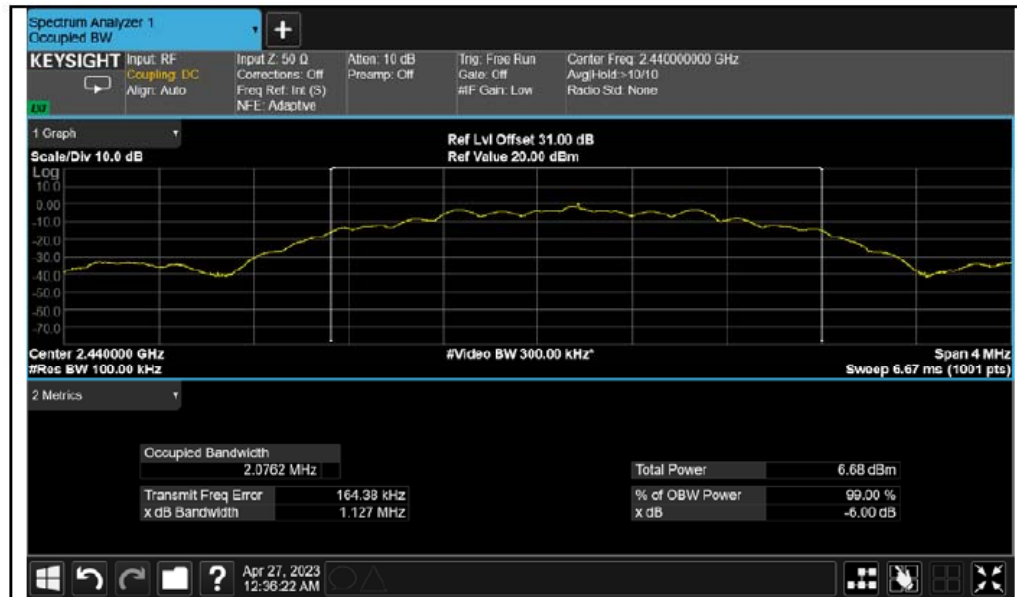 Spectrum Analyzer 1
Occupied BW
KEYSIGHT
Input: RF
Coupling: DC
Align: Auto
Input Z: 50 Ω
Corrections: Off
Freq Ref: Int (S)
NFE: Adaptive
Atten: 10 dB
Preamp: Off
Trig: Free Run
Gate: Off
#IF Gain: Low
Center Freq: 2.440000000 GHz
Avg|Hold:>10/10
Radio Std: None
1 Graph
Scale/Div 10.0 dB
Ref Lvl Offset 31.00 dB
Ref Value 20.00 dBm
Log
10.0
0.00
-10.0
-20.0
-30.0
-40.0
-50.0
-60.0
-70.0
Center 2.440000 GHz
#Res BW 100.00 kHz
#Video BW 300.00 kHz*
Span 4 MHz
Sweep 6.67 ms (1001 pts)
2 Metrics
Occupied Bandwidth
2.0762 MHz
Transmit Freq Error 164.38 kHz
x dB Bandwidth 1.127 MHz
Total Power 6.68 dBm
% of OBW Power 99.00 %
x dB -6.00 dB
?
Apr 27, 2023
12:36:22 AM